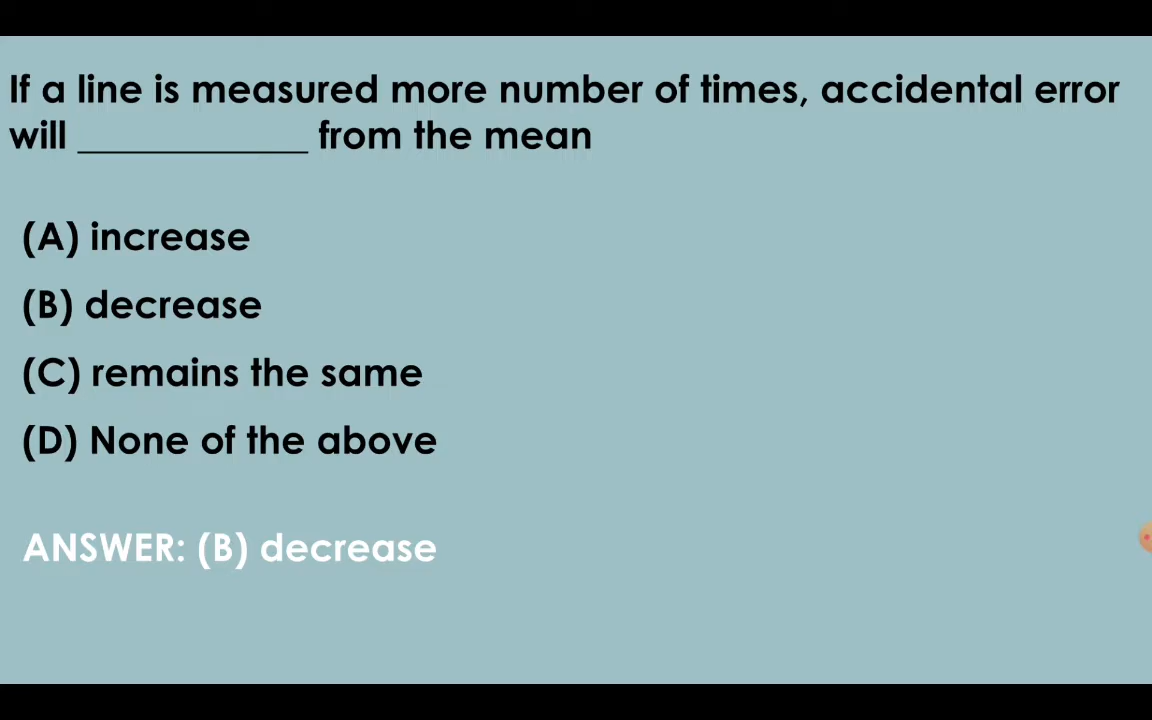 If a line is measured more number of times, accidental error
will ____________ from the mean
(A) increase
(B) decrease
(C) remains the same
(D) None of the above
ANSWER: (B) decrease